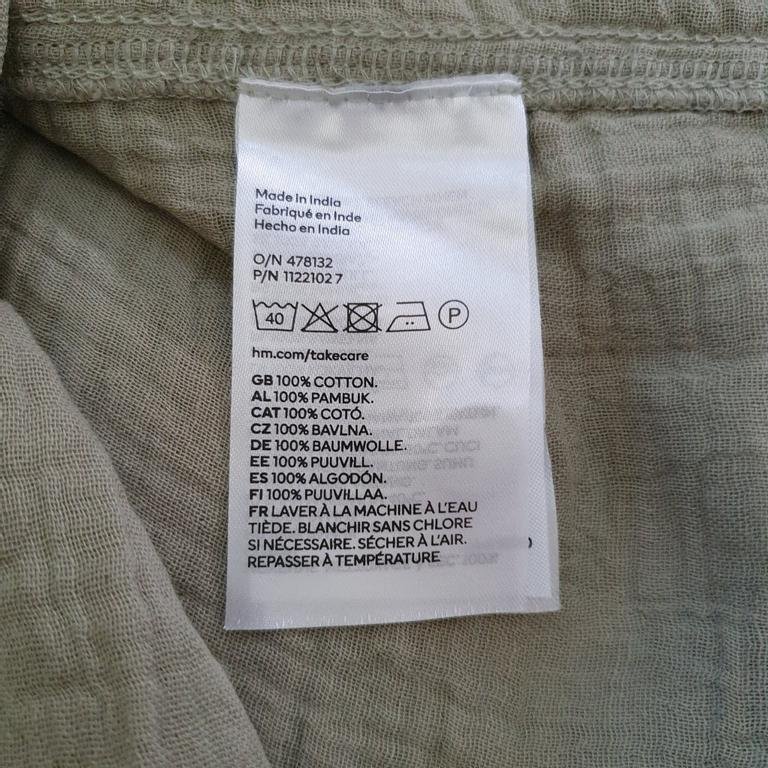 Made in India
Fabriqué en Inde
Hecho en India
O/N 478132
P/N 1122102 7
40
P
hm.com/takecare
GB 100% COTTON.
AL 100% PAMBUK.
CAT 100% COTÓ.
CZ 100% BAVLNA.
DE 100% BAUMWOLLE.
EE 100% PUUVILL.
ES 100% ALGODÓN.
FI 100% PUUVILLAA.
FR LAVER À LA MACHINE À L'EAU
TIÈDE. BLANCHIR SANS CHLORE
SI NÉCESSAIRE. SÉCHER À L'AIR.
REPASSER À TEMPÉRATURE